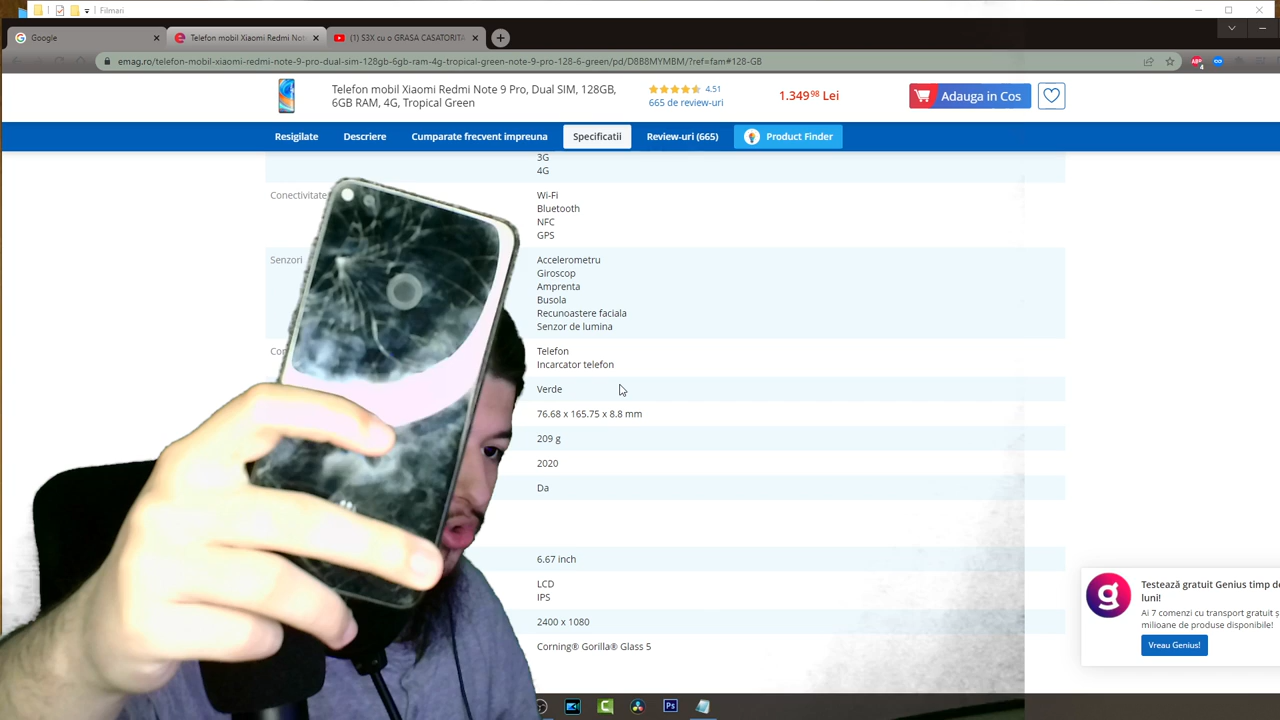 Filmari
Google
Telefon mobil Xiaomi Redmi Not
(1) S3X cu o GRASA CASATORITA
emag.ro/telefon-mobil-xiaomi-redmi-note-9-pro-dual-sim-128gb-6gb-ram-4g-tropical-green-note-9-pro-128-6-green/pd/D8B8MYMBM/?ref=fam#128-GB
Telefon mobil Xiaomi Redmi Note 9 Pro, Dual SIM, 128GB,
6GB RAM, 4G, Tropical Green
4.51
665 de review-uri
1.349⁹⁸ Lei
Adauga in Cos
Resigilate
Descriere
Cumparate frecvent impreuna
Specificatii
Review-uri (665)
Product Finder
3G
4G
Conectivitate
Wi-Fi
Bluetooth
NFC
GPS
Senzori
Accelerometru
Giroscop
Amprenta
Busola
Recunoastere faciala
Senzor de lumina
Telefon
Incarcator telefon
Verde
76.68 x 165.75 x 8.8 mm
209 g
2020
Da
6.67 inch
LCD
IPS
2400 x 1080
Corning® Gorilla® Glass 5
Testează gratuit Genius timp de
luni!
Ai 7 comenzi cu transport gratuit ș
milioane de produse disponibile!
Vreau Genius!